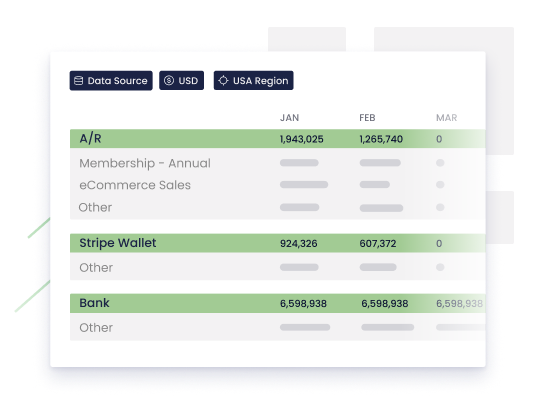 Data Source USD USA Region
JAN FEB MAR
A/R 1,943,025 1,265,740 0
Membership - Annual
eCommerce Sales
Other
Stripe Wallet 924,326 607,372 0
Other
Bank 6,598,938 6,598,938 6,598,938
Other